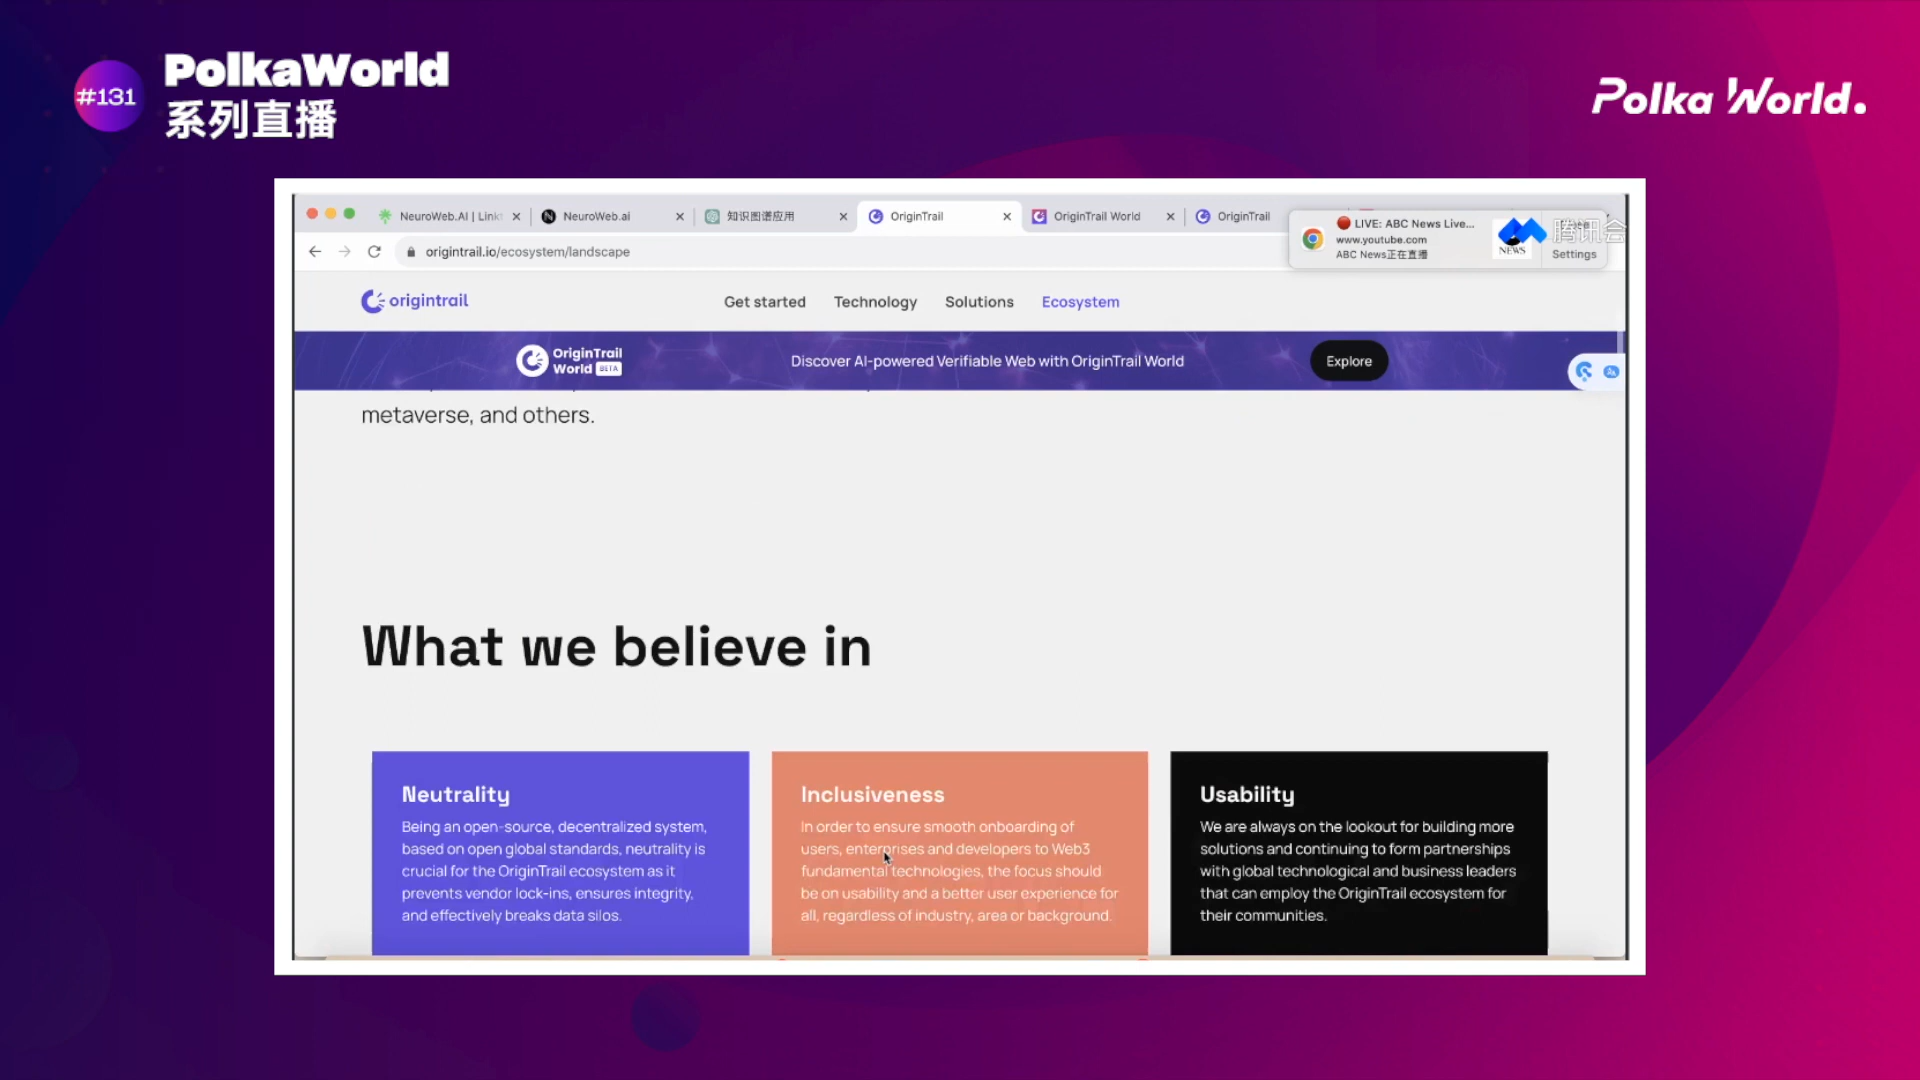 #131
PolkaWorld
系列直播
Polka World.
NeuroWeb.AI | Link
NeuroWeb.ai
知识图谱应用
OriginTrail
OriginTrail World
OriginTrail
LIVE: ABC News Live...
www.youtube.com
ABC News正在直播
NEWS
腾讯会
Settings
origintrail.io/ecosystem/landscape
origintrail
Get started
Technology
Solutions
Ecosystem
OriginTrail
World BETA
Discover AI-powered Verifiable Web with OriginTrail World
Explore
metaverse, and others.
What we believe in
Neutrality
Being an open-source, decentralized system,
based on open global standards, neutrality is
crucial for the OriginTrail ecosystem as it
prevents vendor lock-ins, ensures integrity,
and effectively breaks data silos.
Inclusiveness
In order to ensure smooth onboarding of
users, enterprises and developers to Web3
fundamental technologies, the focus should
be on usability and a better user experience for
all, regardless of industry, area or background.
Usability
We are always on the lookout for building more
solutions and continuing to form partnerships
with global technological and business leaders
that can employ the OriginTrail ecosystem for
their communities.